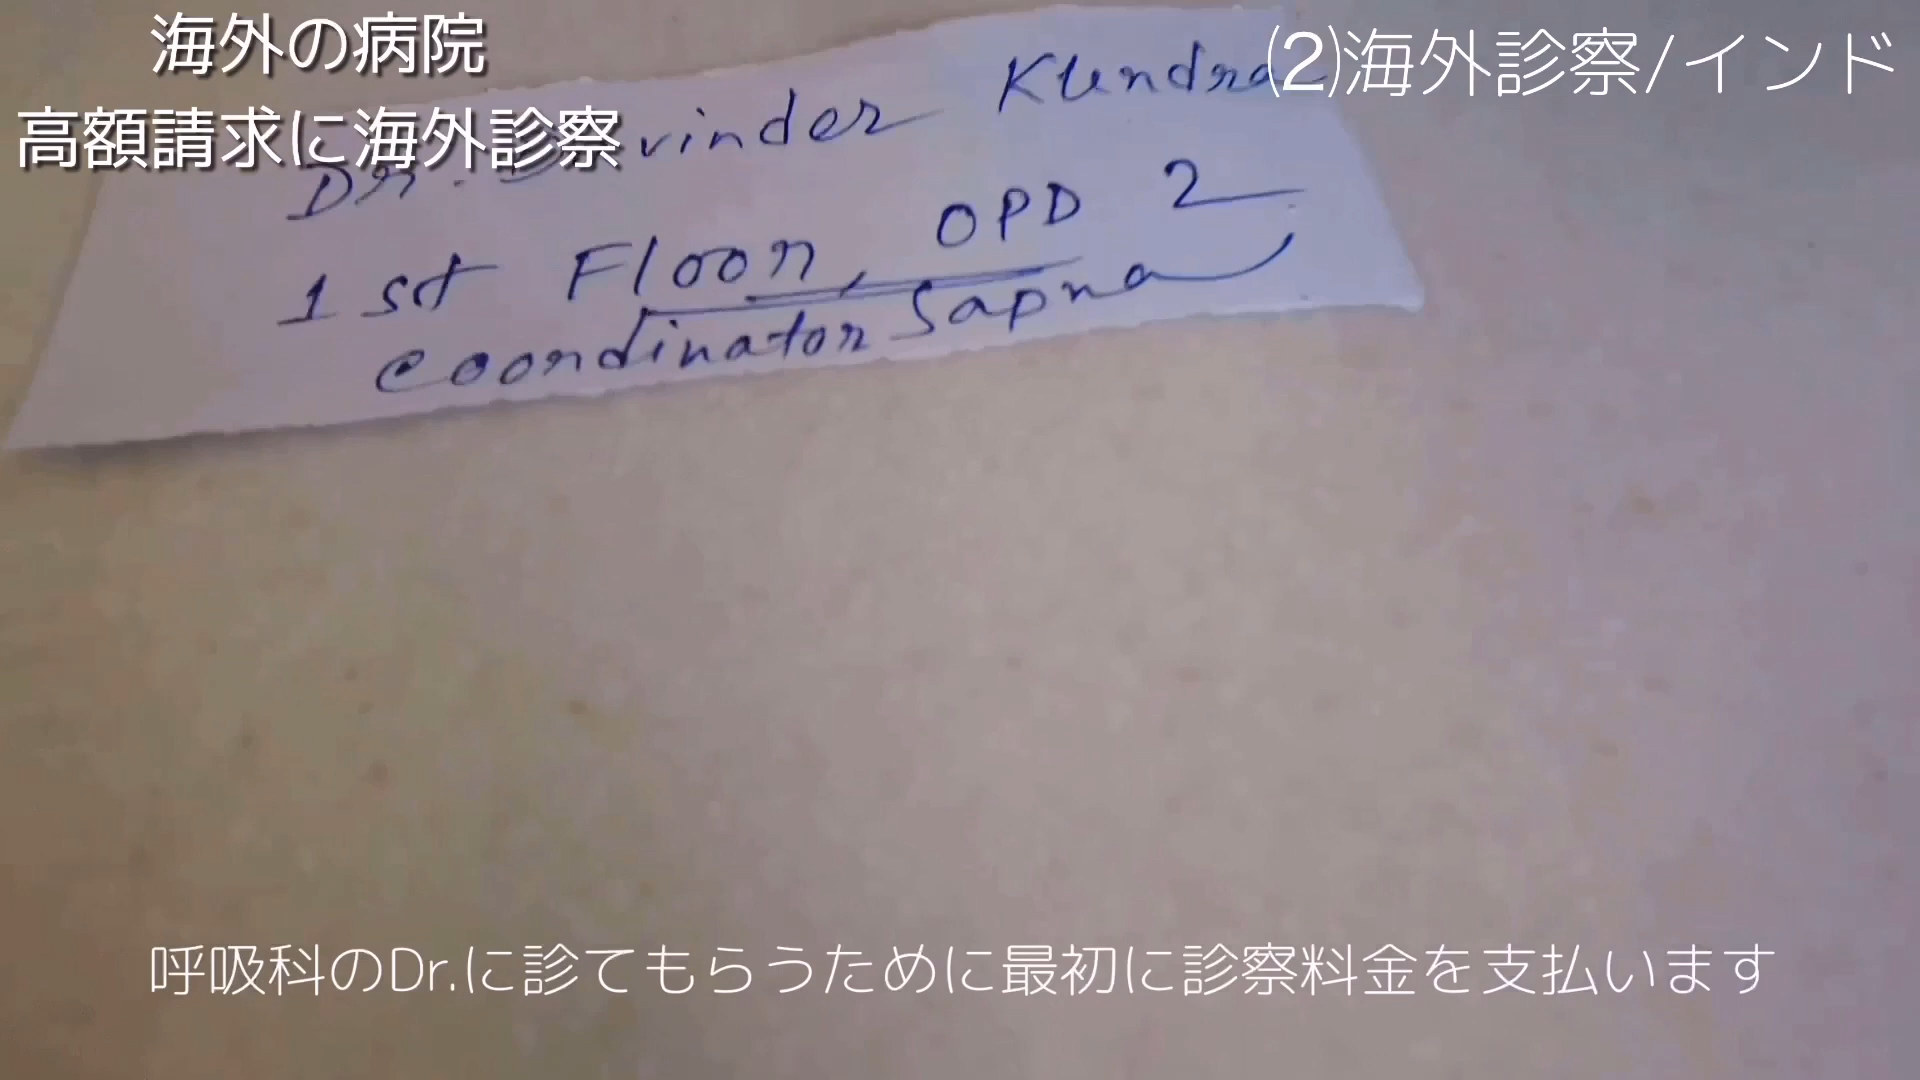 海外の病院
高額請求に海外診察
⑵海外診察/インド
Dr. Kundra
1st Floor, OPD 2
Coordinator Sapna
呼吸科のDr.に診てもらうために最初に診察料金を支払います